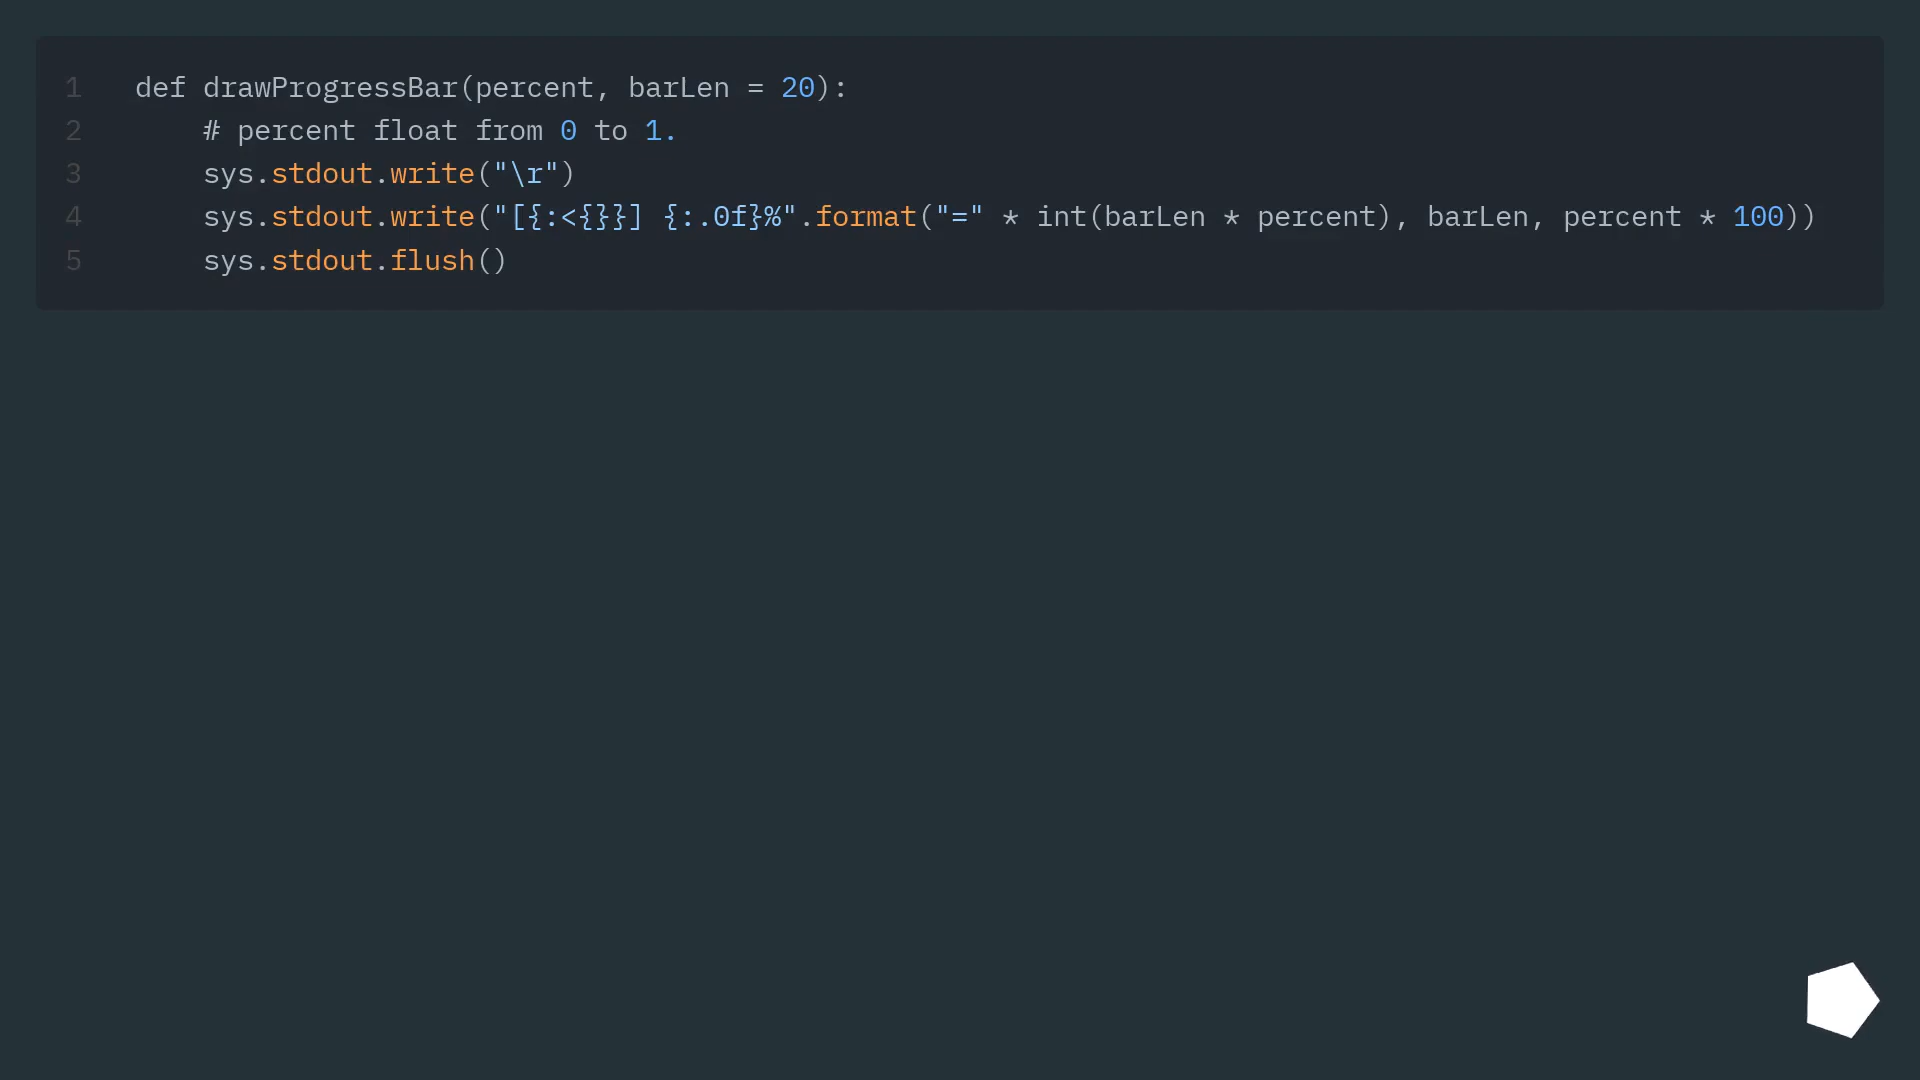 1 def drawProgressBar(percent, barLen = 20):
2     # percent float from 0 to 1.
3     sys.stdout.write("\r")
4     sys.stdout.write("[{:<{}}] {:.0f}%".format("=" * int(barLen * percent), barLen, percent * 100))
5     sys.stdout.flush()